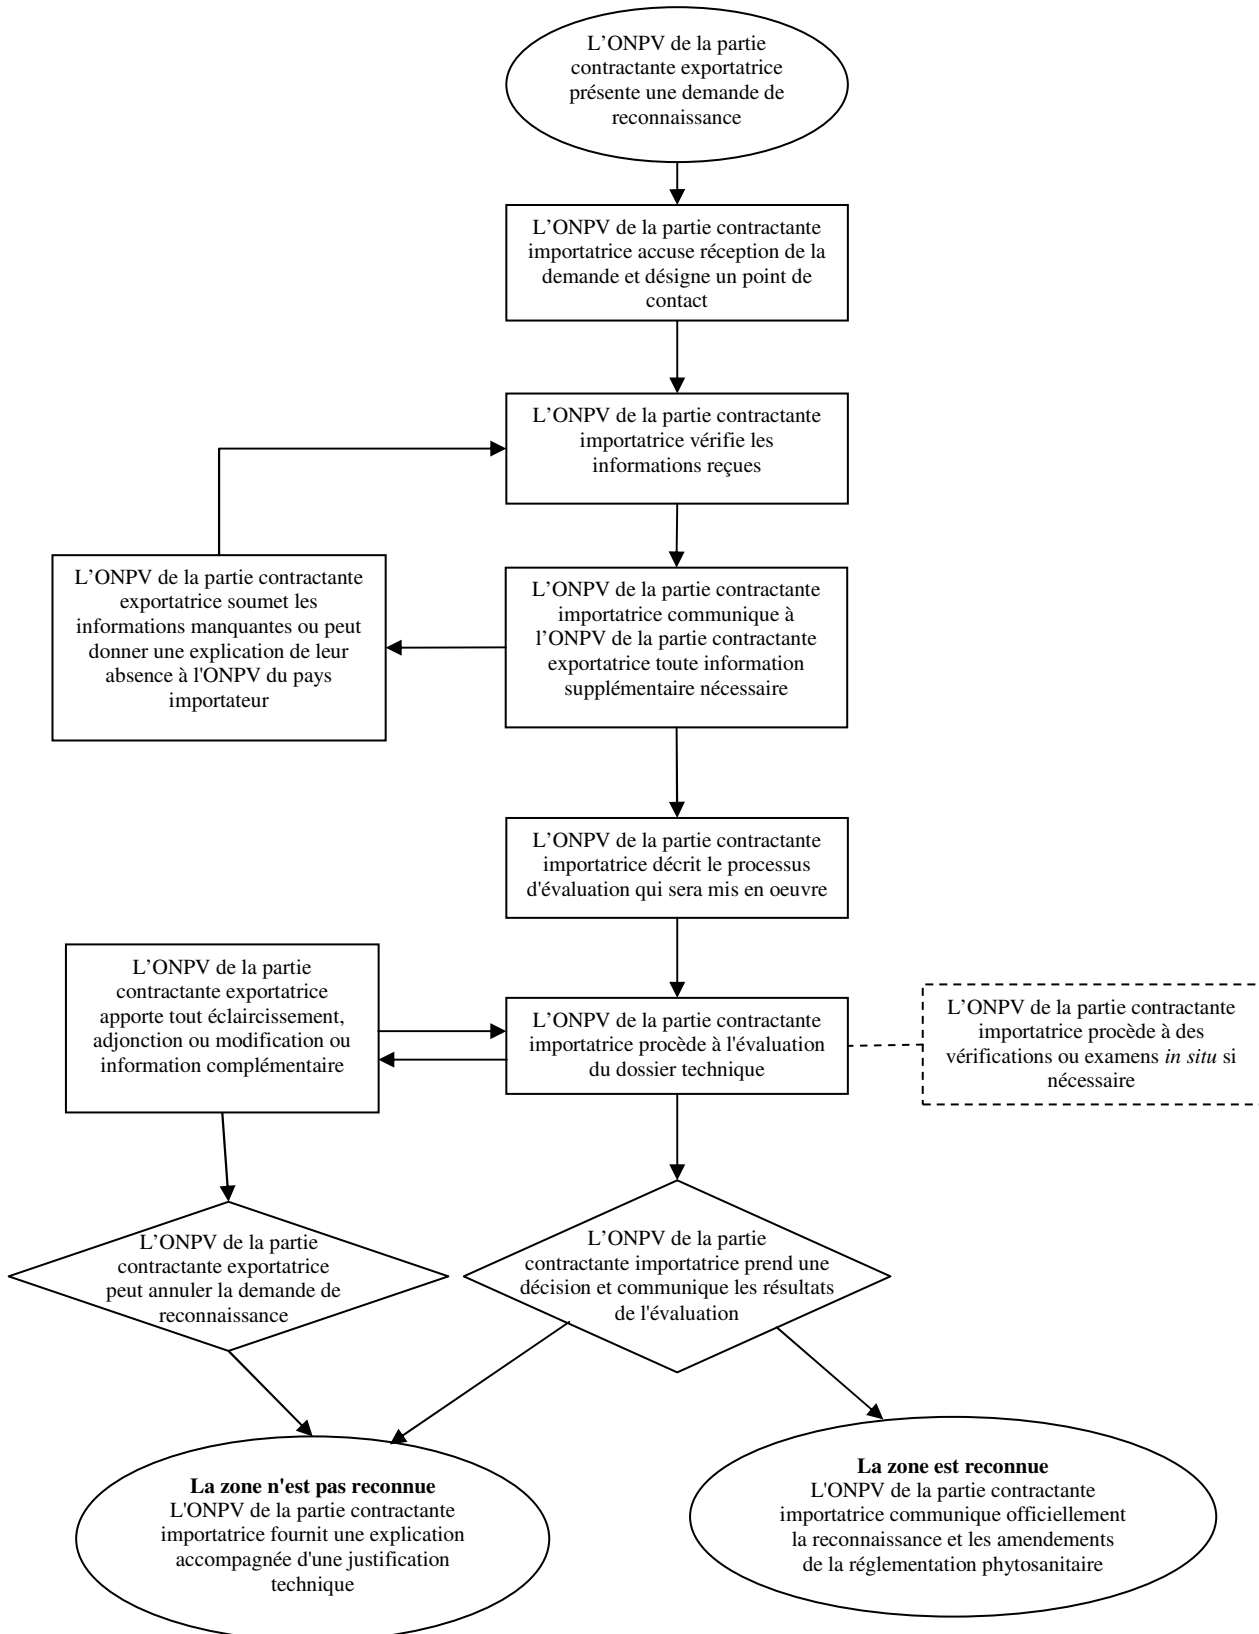 L’ONPV de la partie
contractante exportatrice
présente une demande de
reconnaissance
L’ONPV de la partie contractante
importatrice accuse réception de la
demande et désigne un point de
contact
L’ONPV de la partie contractante
importatrice vérifie les
informations reçues
L’ONPV de la partie contractante
exportatrice soumet les
informations manquantes ou peut
donner une explication de leur
absence à l'ONPV du pays
importateur
L’ONPV de la partie contractante
importatrice communique à
l’ONPV de la partie contractante
exportatrice toute information
supplémentaire nécessaire
L’ONPV de la partie contractante
importatrice décrit le processus
d'évaluation qui sera mis en oeuvre
L’ONPV de la partie
contractante exportatrice
apporte tout éclaircissement,
adjonction ou modification ou
information complémentaire
L’ONPV de la partie contractante
importatrice procède à l'évaluation
du dossier technique
L’ONPV de la partie contractante
importatrice procède à des
vérifications ou examens in situ si
nécessaire
L’ONPV de la partie
contractante exportatrice
peut annuler la demande de
reconnaissance
L’ONPV de la partie
contractante importatrice prend une
décision et communique les résultats
de l'évaluation
La zone n'est pas reconnue
L'ONPV de la partie contractante
importatrice fournit une explication
accompagnée d'une justification
technique
La zone est reconnue
L'ONPV de la partie contractante
importatrice communique officiellement
la reconnaissance et les amendements
de la réglementation phytosanitaire